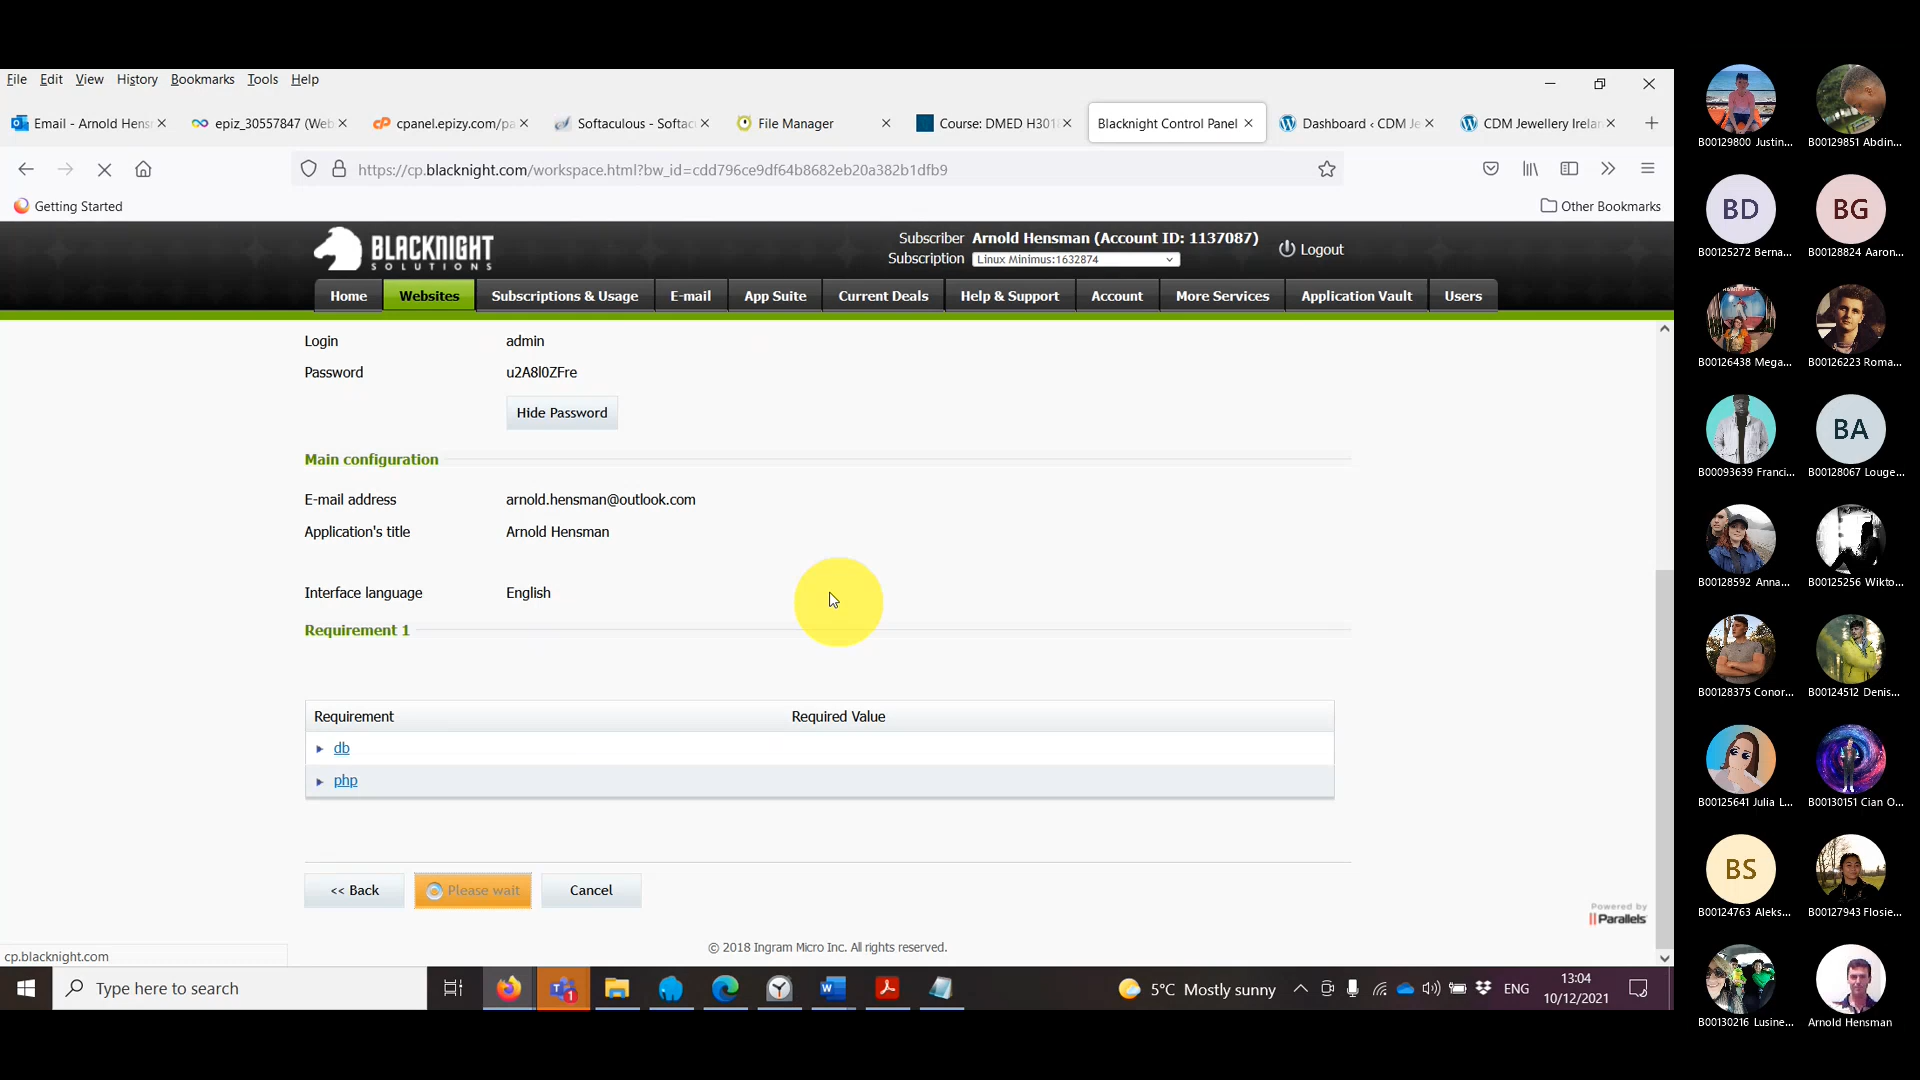 File Edit View History Bookmarks Tools Help
Email - Arnold Hens
epiz_30557847 (Web
cpanel.epizy.com/pa
Softaculous - Softac
File Manager
Course: DMED H301
Blacknight Control Panel
Dashboard ‹ CDM Je
CDM Jewellery Irelan
https://cp.blacknight.com/workspace.html?bw_id=cdd796ce9df64b8682eb20a382b1dfb9
Getting Started
Other Bookmarks
BLACKNIGHT
SOLUTIONS
Subscriber Arnold Hensman (Account ID: 1137087)
Subscription Linux Minimus:1632874
Logout
Home Websites Subscriptions & Usage E-mail App Suite Current Deals Help & Support Account More Services Application Vault Users
Login admin
Password u2A8l0ZFre
Hide Password
Main configuration
E-mail address arnold.hensman@outlook.com
Application's title Arnold Hensman
Interface language English
Requirement 1
Requirement Required Value
db
php
<< Back Please wait Cancel
Powered by
Parallels
© 2018 Ingram Micro Inc. All rights reserved.
cp.blacknight.com
Type here to search
1
5°C Mostly sunny
ENG
13:04
10/12/2021
B00129800 Justin...
B00129851 Abdin...
BD
BG
B00125272 Berna...
B00128824 Aaron...
B00126438 Mega...
B00126223 Roma...
BA
B00093639 Franci...
B00128067 Louge...
B00128592 Anna...
B00125256 Wikto...
B00128375 Conor...
B00124512 Denis...
B00125641 Julia L...
B00130151 Cian O...
BS
B00124763 Aleks...
B00127943 Flosie...
B00130216 Lusine...
Arnold Hensman